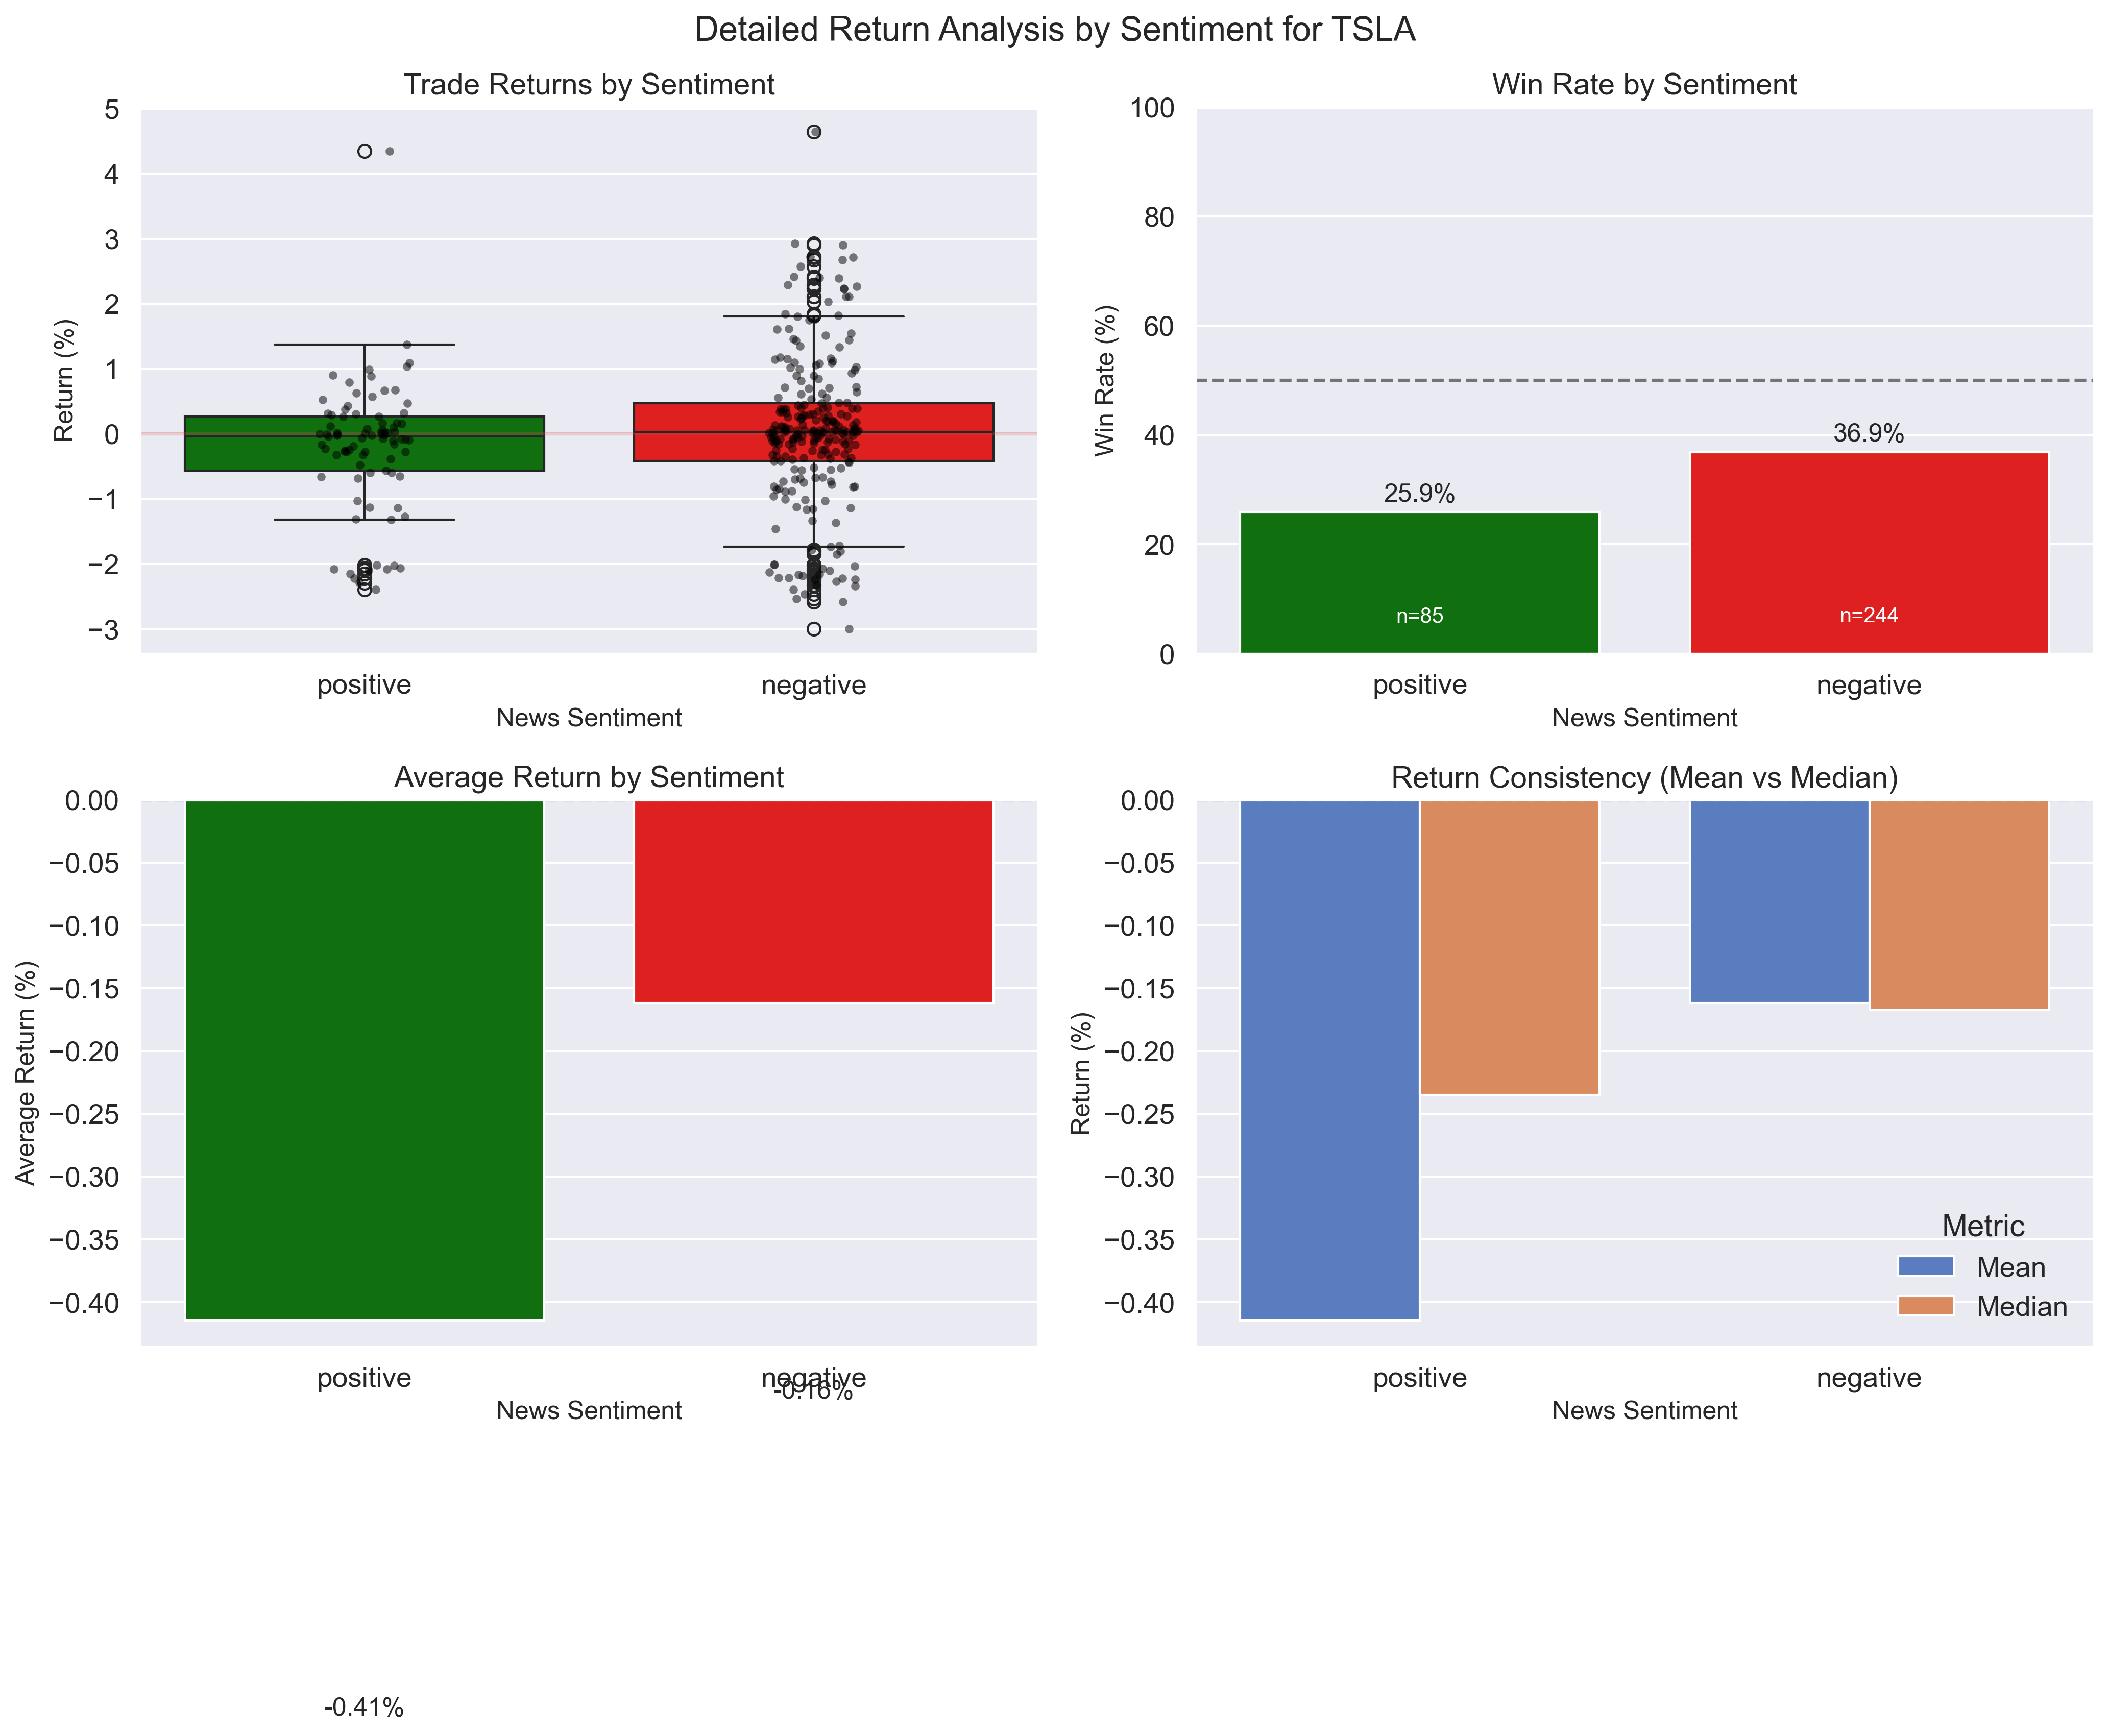 Detailed Return Analysis by Sentiment for TSLA
Trade Returns by Sentiment
5
4
3
2
1
0
−1
−2
−3
Return (%)
positive
negative
News Sentiment
Win Rate by Sentiment
100
80
60
40
20
0
Win Rate (%)
25.9%
36.9%
n=85
n=244
positive
negative
News Sentiment
Average Return by Sentiment
0.00
−0.05
−0.10
−0.15
−0.20
−0.25
−0.30
−0.35
−0.40
Average Return (%)
positive
negative
-0.16%
News Sentiment
-0.41%
Return Consistency (Mean vs Median)
0.00
−0.05
−0.10
−0.15
−0.20
−0.25
−0.30
−0.35
−0.40
Return (%)
Metric
Mean
Median
positive
negative
News Sentiment